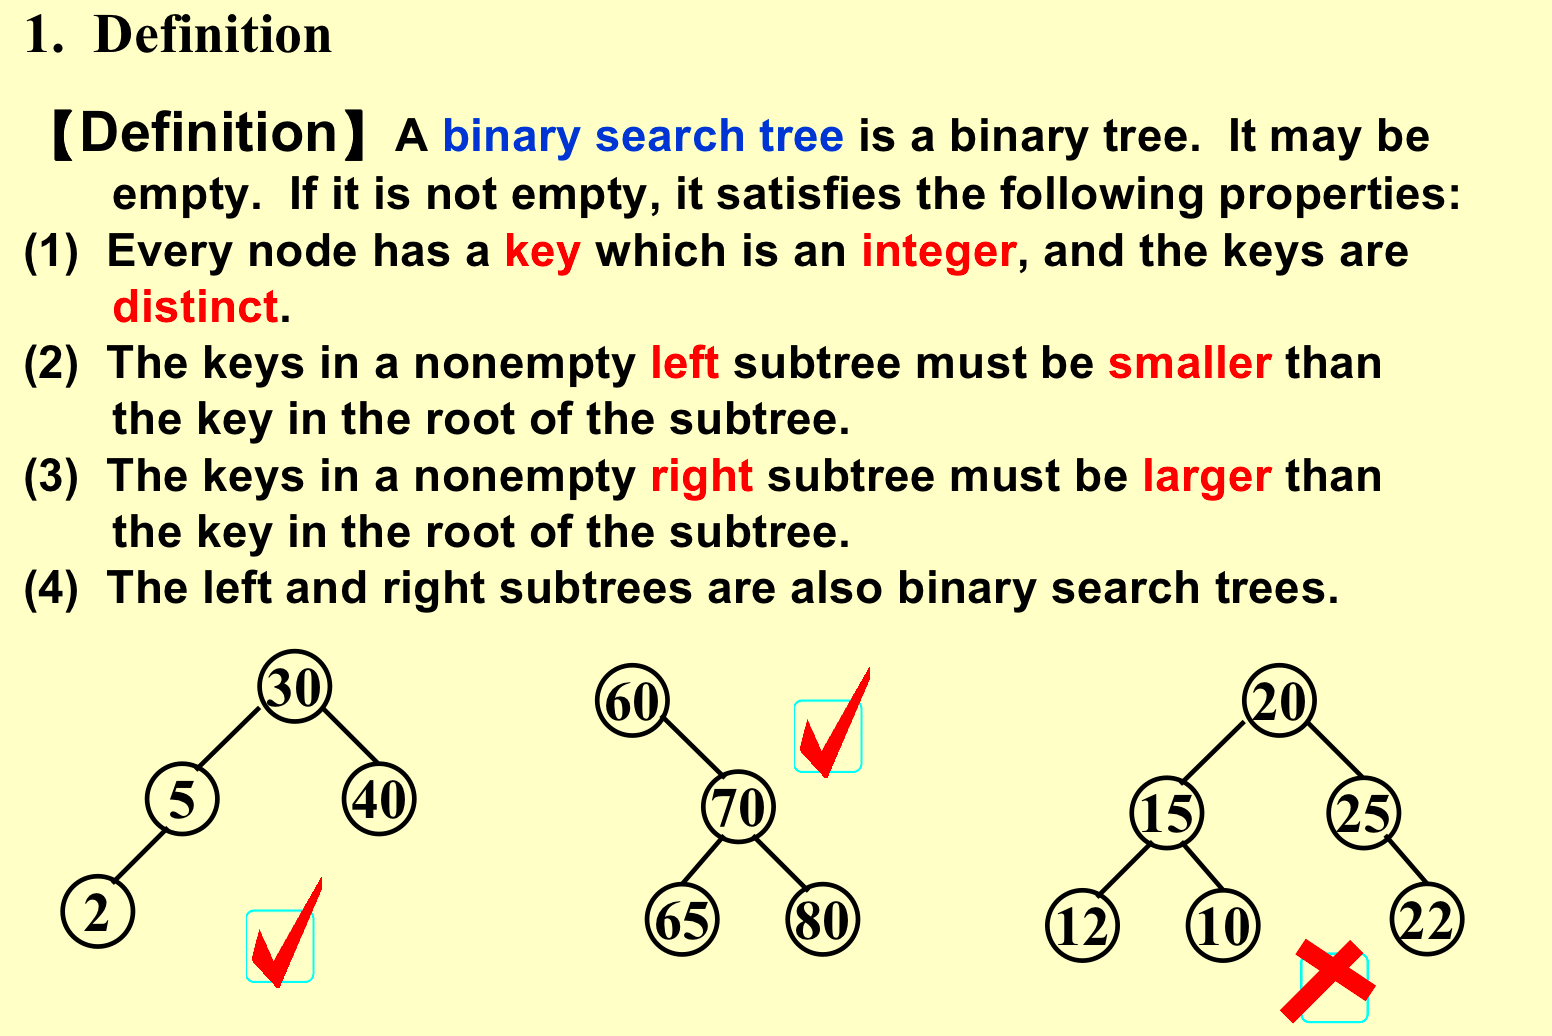 1. Definition
【Definition】A binary search tree is a binary tree. It may be
empty. If it is not empty, it satisfies the following properties:
(1) Every node has a key which is an integer, and the keys are
distinct.
(2) The keys in a nonempty left subtree must be smaller than
the key in the root of the subtree.
(3) The keys in a nonempty right subtree must be larger than
the key in the root of the subtree.
(4) The left and right subtrees are also binary search trees.
30
5 40
2
60
70
65 80
20
15 25
12 10 22